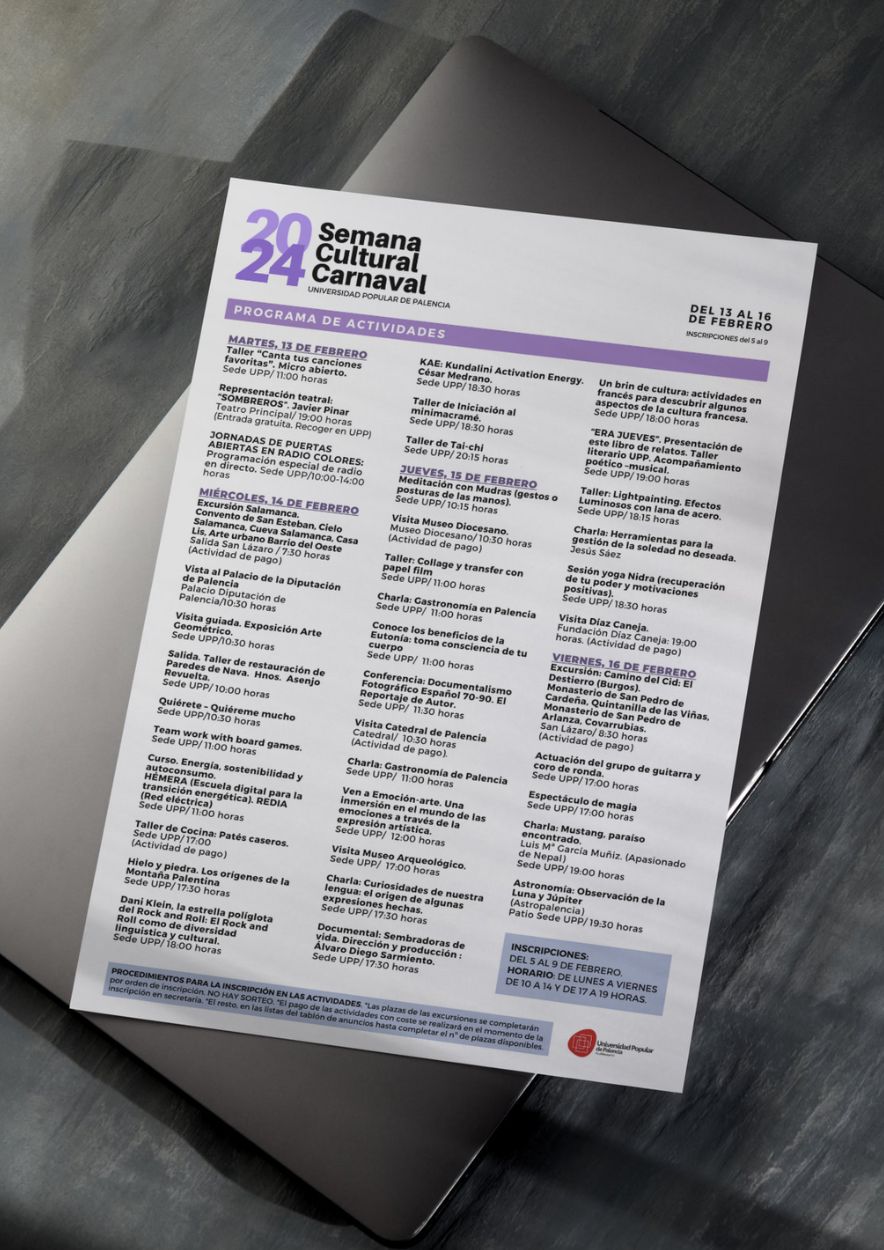 2024
Semana
Cultural
Carnaval
UNIVERSIDAD POPULAR DE PALENCIA
DEL 13 AL 16
DE FEBRERO
INSCRIPCIONES del 5 al 9
PROGRAMA DE ACTIVIDADES
MARTES, 13 DE FEBRERO
Taller “Canta tus canciones
favoritas”. Micro abierto.
Sede UPP/ 11:00 horas
Representación teatral:
"SOMBREROS". Javier Pinar
Teatro Principal/ 19:00 horas
(Entrada gratuita. Recoger en UPP)
JORNADAS DE PUERTAS
ABIERTAS EN RADIO COLORES:
Programación especial de radio
en directo. Sede UPP/10:00-14:00
horas
MIÉRCOLES, 14 DE FEBRERO
Excursión Salamanca.
Convento de San Esteban, Cielo
Salamanca, Cueva Salamanca, Casa
Lis, Arte urbano Barrio del Oeste
Salida San Lázaro / 7:30 horas
(Actividad de pago)
Vista al Palacio de la Diputación
de Palencia
Palacio Diputación de
Palencia/10:30 horas
Visita guiada. Exposición Arte
Geométrico.
Sede UPP/10:30 horas
Salida. Taller de restauración de
Paredes de Nava. Hnos. Asenjo
Revuelta.
Sede UPP/ 10:00 horas
Quiérete – Quiéreme mucho
Sede UPP/10:30 horas
Team work with board games.
Sede UPP/ 11:00 horas
Curso. Energía, sostenibilidad y
autoconsumo.
HÉMERA (Escuela digital para la
transición energética). REDIA
(Red eléctrica)
Sede UPP/11:00 horas
Taller de Cocina: Patés caseros.
Sede UPP/ 17:00
(Actividad de pago)
Hielo y piedra. Los orígenes de la
Montaña Palentina
Sede UPP/ 17:30 horas
Dani Klein, la estrella políglota
del Rock and Roll: El Rock and
Roll como de diversidad
linguistica y cultural.
Sede UPP/ 18:00 horas
KAE: Kundalini Activation Energy.
César Medrano.
Sede UPP/ 18:30 horas
Taller de Iniciación al
minimacramé.
Sede UPP/ 18:30 horas
Taller de Tai-chi
Sede UPP/ 20:15 horas
JUEVES, 15 DE FEBRERO
Meditación con Mudras (gestos o
posturas de las manos).
Sede UPP/ 10:15 horas
Visita Museo Diocesano.
Museo Diocesano/ 10:30 horas
(Actividad de pago)
Taller: Collage y transfer con
papel film
Sede UPP/ 11:00 horas
Charla: Gastronomía en Palencia
Sede UPP/ 11:00 horas
Conoce los beneficios de la
Eutonía: toma consciencia de tu
cuerpo
Sede UPP/ 11:00 horas
Conferencia: Documentalismo
Fotográfico Español 70-90. El
Reportaje de Autor.
Sede UPP/ 11:30 horas
Visita Catedral de Palencia
Catedral/ 10:30 horas
(Actividad de pago).
Charla: Gastronomía de Palencia
Sede UPP/ 11:00 horas
Ven a Emoción-arte. Una
inmersión en el mundo de las
emociones a través de la
expresión artística.
Sede UPP/ 12:00 horas
Visita Museo Arqueológico.
Sede UPP/ 17:00 horas
Charla: Curiosidades de nuestra
lengua: el origen de algunas
expresiones hechas.
Sede UPP/ 17:30 horas
Documental: Sembradoras de
vida. Dirección y producción :
Álvaro Diego Sarmiento.
Sede UPP/ 17:30 horas
Un brin de cultura: actividades en
francés para descubrir algunos
aspectos de la cultura francesa.
Sede UPP/ 18:00 horas
"ERA JUEVES". Presentación de
este libro de relatos. Taller
literario UPP. Acompañamiento
poético –musical.
Sede UPP/ 19:00 horas
Taller: Lightpainting. Efectos
Luminosos con lana de acero.
Sede UPP/ 18:15 horas
Charla: Herramientas para la
gestión de la soledad no deseada.
Jesús Sáez
Sesión yoga Nidra (recuperación
de tu poder y motivaciones
positivas).
Sede UPP/ 18:30 horas
Visita Díaz Caneja.
Fundación Díaz Caneja: 19:00
horas. (Actividad de pago)
VIERNES, 16 DE FEBRERO
Excursión: Camino del Cid: El
Destierro (Burgos).
Monasterio de San Pedro de
Cardeña, Quintanilla de las Viñas,
Monasterio de San Pedro de
Arlanza, Covarrubias.
San Lázaro/ 8:30 horas
(Actividad de pago)
Actuación del grupo de guitarra y
coro de ronda.
Sede UPP/ 17:00 horas
Espectáculo de magia
Sede UPP/ 17:00 horas
Charla: Mustang, paraíso
encontrado.
Luis Mª García Muñiz. (Apasionado
de Nepal)
Sede UPP/ 19:00 horas
Astronomía: Observación de la
Luna y Júpiter
(Astropalencia)
Patio Sede UPP/ 19:30 horas
INSCRIPCIONES:
DEL 5 AL 9 DE FEBRERO.
HORARIO: DE LUNES A VIERNES
DE 10 A 14 Y DE 17 A 19 HORAS.
PROCEDIMIENTOS PARA LA INSCRIPCIÓN EN LAS ACTIVIDADES. *Las plazas de las excursiones se completarán
por orden de inscripción. NO HAY SORTEO. *El pago de las actividades con coste se realizará en el momento de la
inscripción en secretaría. *El resto, en las listas del tablón de anuncios hasta completar el nº de plazas disponibles.
Universidad Popular
de Palencia